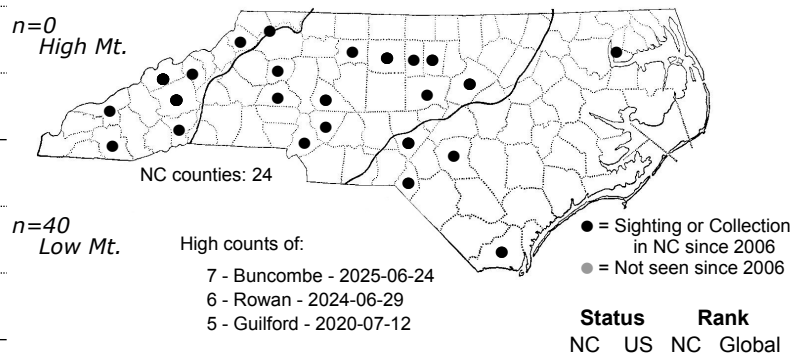 n=0
High Mt.
NC counties: 24
n=40
Low Mt.
High counts of:
7 - Buncombe - 2025-06-24
6 - Rowan - 2024-06-29
5 - Guilford - 2020-07-12
= Sighting or Collection
in NC since 2006
= Not seen since 2006
Status Rank
NC US NC Global